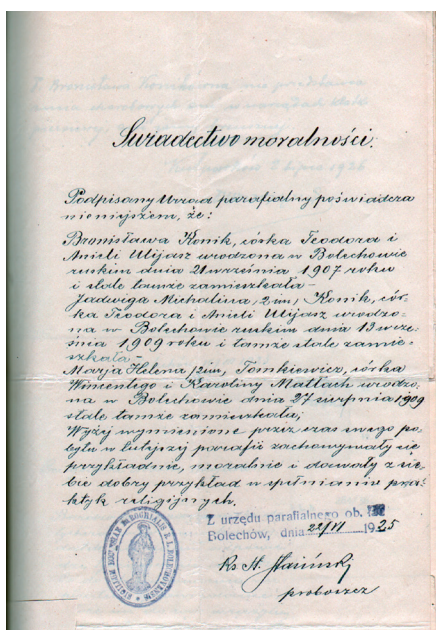 Świadectwo moralności.
Podpisany Urząd parafialny poświadcza
niniejszem, że:
Bronisława Konik, córka Teodora i
Anieli Ulijasz urodzona w Bolechowie
ruskim dnia 21 września 1907 roku
i stale tamże zamieszkała –
Jadwiga Michalina, 2 im, Konik, cór-
ka Teodora i Anieli Ulijasz urodzo-
na w Bolechowie ruskim dnia 13 wrze-
śnia 1909 roku i tamże stale zamie-
szkała –
Marja Helena, 2 im, Tomkiewicz, córka
Wincentego i Karoliny Mattach urodzo-
na w Bolechowie dnia 27 sierpnia 1909
stale tamże zamieszkała;
Wyżej wymienione przez czas swego po-
bytu w tutejszej parafii zachowywały się
przykładnie, moralnie i dawały z sie-
bie dobry przykład w spełnianiu prak-
tyk religijnych.
Z urzędu parafialnego ob.
Bolechów, dnia 22/VI 1925
Ks
proboszcz